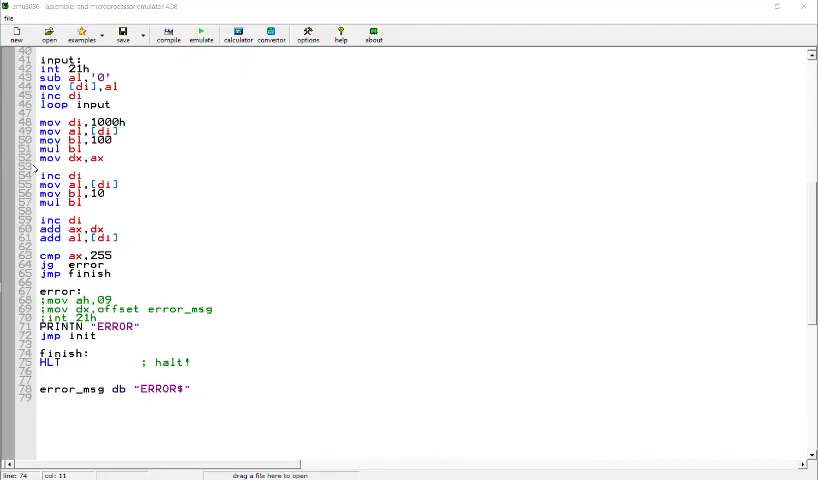 emu8086 - assembler and microprocessor emulator 4.08
file
new open examples save compile emulate calculator convertor options help about
40
41 input:
42 int 21h
43 sub al,'0'
44 mov [di],al
45 inc di
46 loop input
47
48 mov di,1000h
49 mov al,[di]
50 mov bl,100
51 mul bl
52 mov dx,ax
53
54 inc di
55 mov al,[di]
56 mov bl,10
57 mul bl
58
59 inc di
60 add ax,dx
61 add al,[di]
62
63 cmp ax,255
64 jg error
65 jmp finish
66
67 error:
68 ;mov ah,09
69 ;mov dx,offset error_msg
70 ;int 21h
71 PRINTN "ERROR"
72 jmp init
73
74 finish:
75 HLT ; halt!
76
77
78 error_msg db "ERROR$"
79
line: 74 col: 11 drag a file here to open